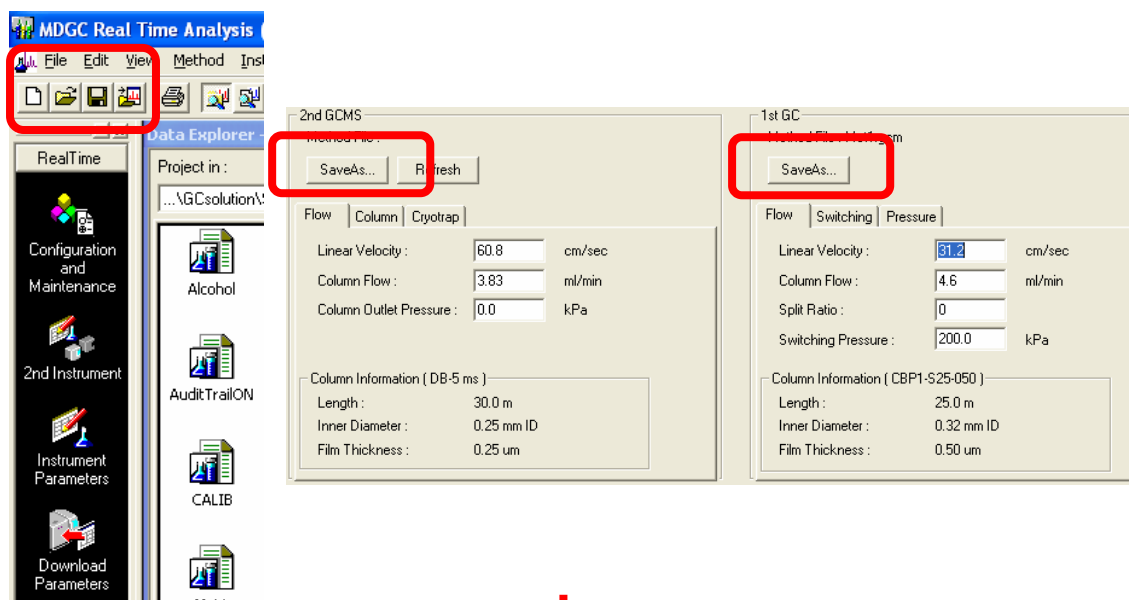 MDGC Real Time Analysis (
File Edit View Method Inst
Data Explorer -
RealTime
Project in :
...\GCsolution\S
Configuration
and
Maintenance
2nd Instrument
Instrument
Parameters
Download
Parameters
Alcohol
AuditTrailON
CALIB
2nd GCMS
Method File :
SaveAs... Refresh
Flow Column Cryotrap
Linear Velocity : 60.8 cm/sec
Column Flow : 3.83 ml/min
Column Outlet Pressure : 0.0 kPa
Column Information ( DB-5 ms )
Length : 30.0 m
Inner Diameter : 0.25 mm ID
Film Thickness : 0.25 um
1st GC
Method File :
SaveAs...
Flow Switching Pressure
Linear Velocity : 31.2 cm/sec
Column Flow : 4.6 ml/min
Split Ratio : 0
Switching Pressure : 200.0 kPa
Column Information ( CBP1-S25-050 )
Length : 25.0 m
Inner Diameter : 0.32 mm ID
Film Thickness : 0.50 um